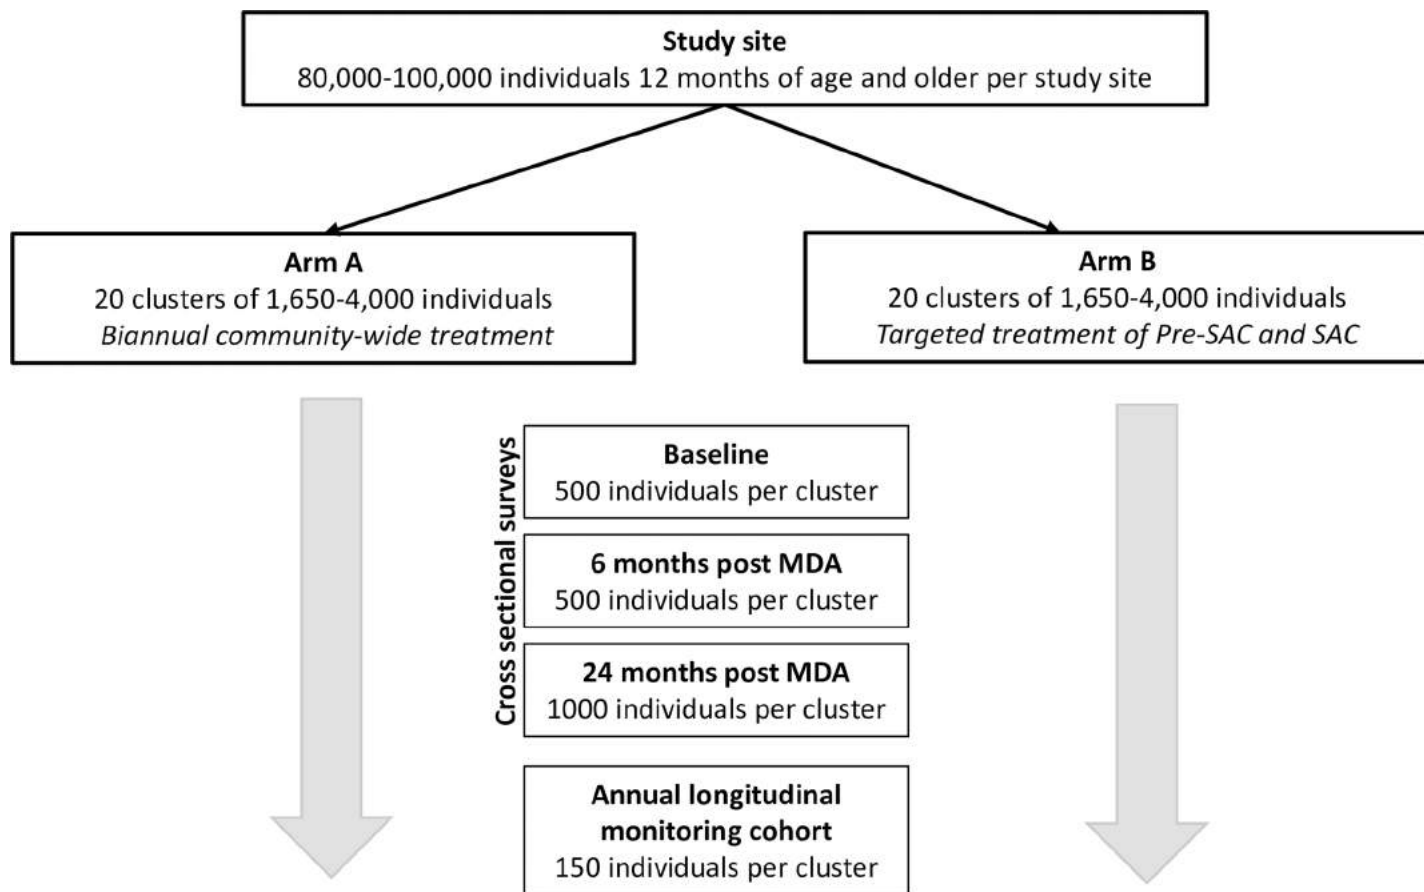 Study site
80,000-100,000 individuals 12 months of age and older per study site
Arm A
20 clusters of 1,650-4,000 individuals
Biannual community-wide treatment
Arm B
20 clusters of 1,650-4,000 individuals
Targeted treatment of Pre-SAC and SAC
Cross sectional surveys
Baseline
500 individuals per cluster
6 months post MDA
500 individuals per cluster
24 months post MDA
1000 individuals per cluster
Annual longitudinal
monitoring cohort
150 individuals per cluster